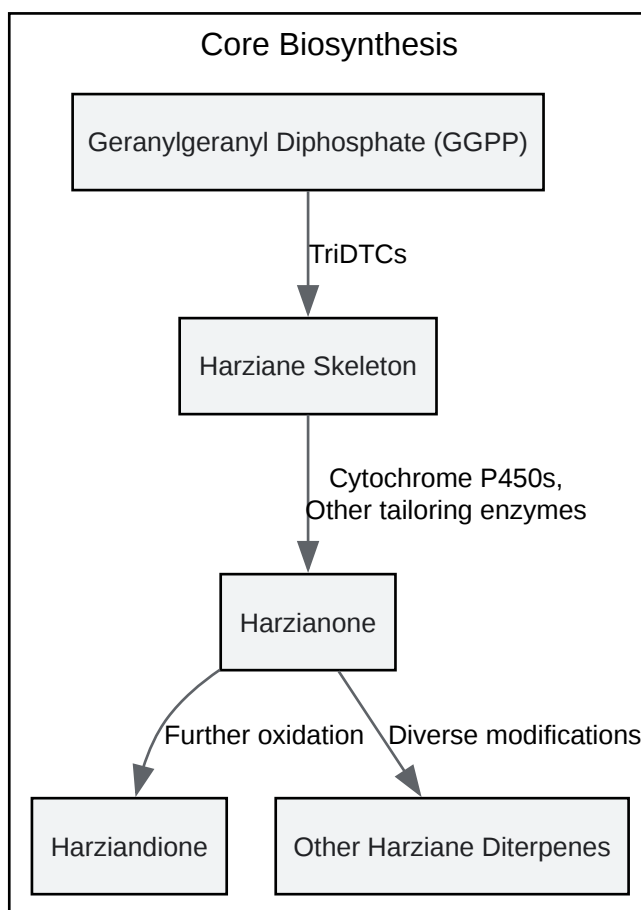 Core Biosynthesis
Geranylgeranyl Diphosphate (GGPP)
TriDTCs
Harziane Skeleton
Cytochrome P450s,
Other tailoring enzymes
Harzianone
Further oxidation
Diverse modifications
Harziandione
Other Harziane Diterpenes